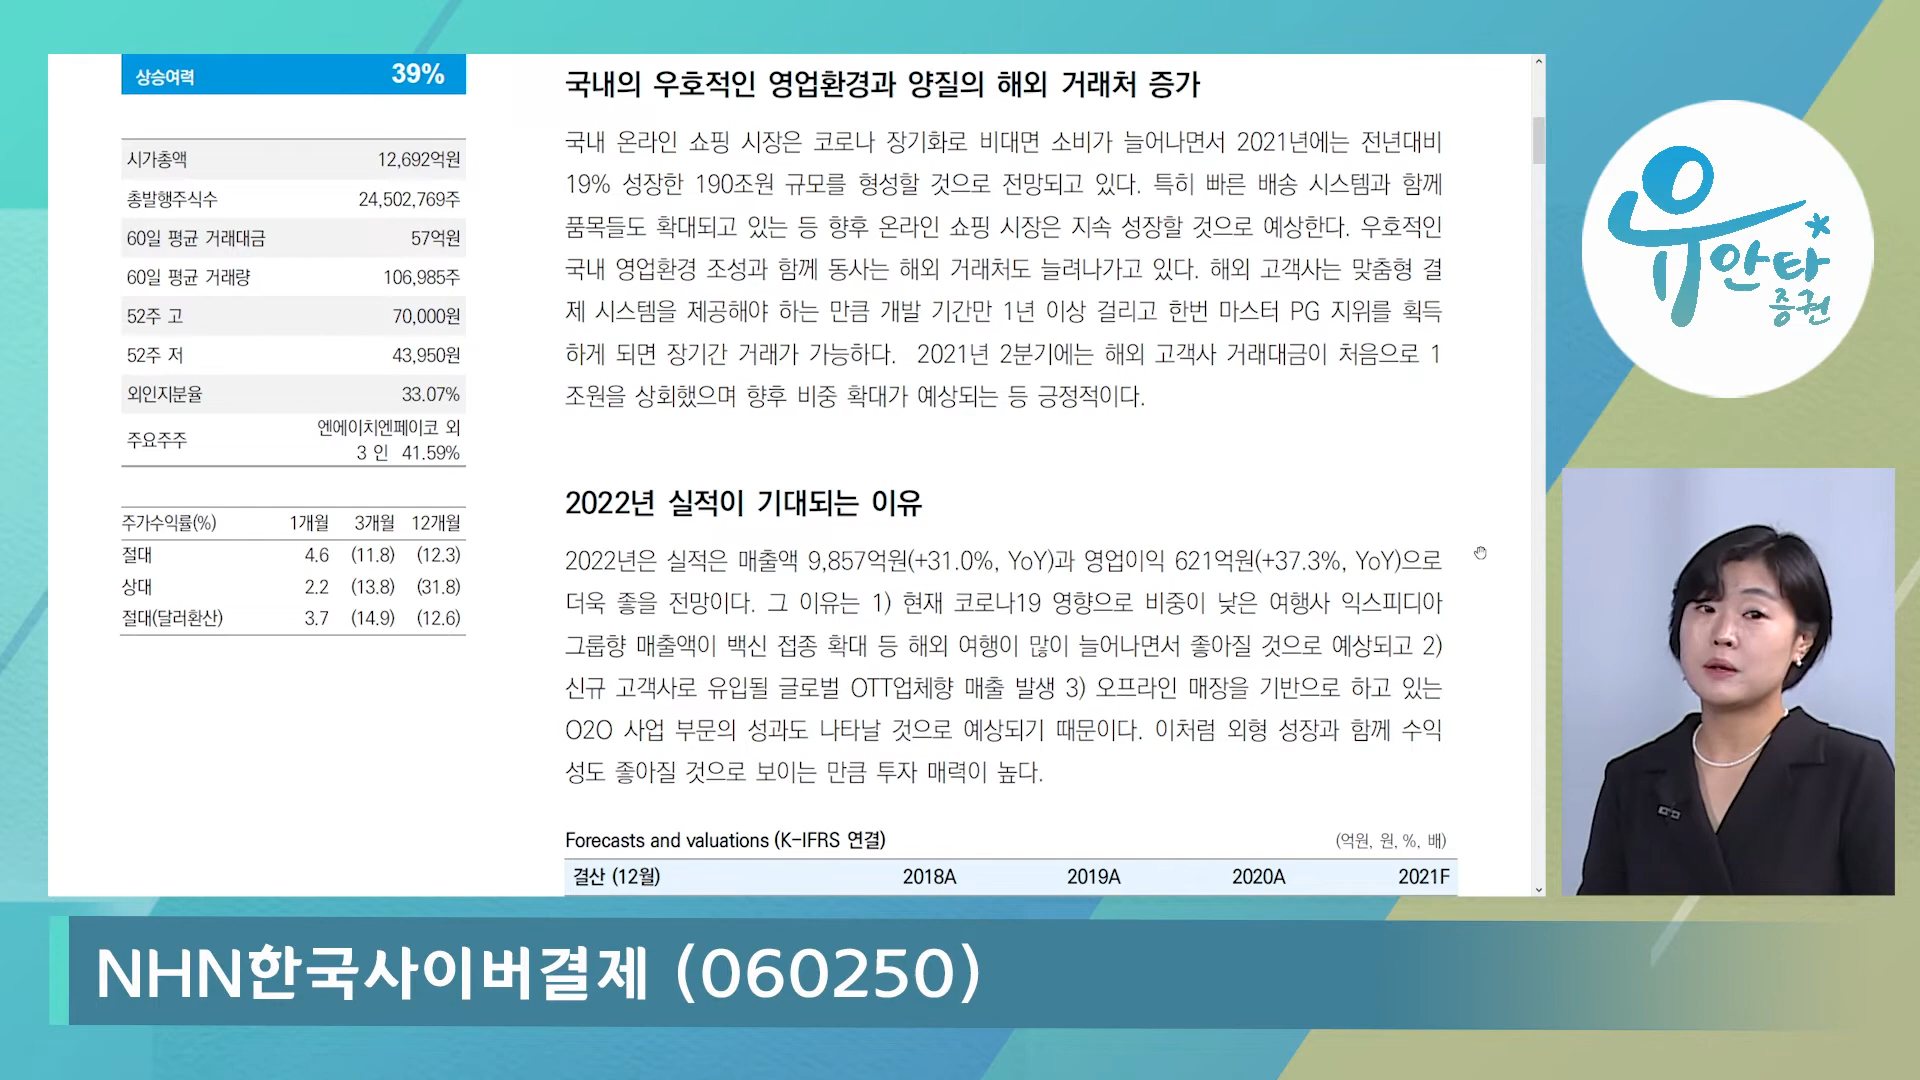 상승여력 39%
시가총액 12,692억원
총발행주식수 24,502,769주
60일 평균 거래대금 57억원
60일 평균 거래량 106,985주
52주 고 70,000원
52주 저 43,950원
외인지분율 33.07%
주요주주 엔에이치엔페이코 외
3 인 41.59%
주가수익률(%) 1개월 3개월 12개월
절대 4.6 (11.8) (12.3)
상대 2.2 (13.8) (31.8)
절대(달러환산) 3.7 (14.9) (12.6)
국내의 우호적인 영업환경과 양질의 해외 거래처 증가
국내 온라인 쇼핑 시장은 코로나 장기화로 비대면 소비가 늘어나면서 2021년에는 전년대비
19% 성장한 190조원 규모를 형성할 것으로 전망되고 있다. 특히 빠른 배송 시스템과 함께
품목들도 확대되고 있는 등 향후 온라인 쇼핑 시장은 지속 성장할 것으로 예상한다. 우호적인
국내 영업환경 조성과 함께 동사는 해외 거래처도 늘려나가고 있다. 해외 고객사는 맞춤형 결
제 시스템을 제공해야 하는 만큼 개발 기간만 1년 이상 걸리고 한번 마스터 PG 지위를 획득
하게 되면 장기간 거래가 가능하다. 2021년 2분기에는 해외 고객사 거래대금이 처음으로 1
조원을 상회했으며 향후 비중 확대가 예상되는 등 긍정적이다.
2022년 실적이 기대되는 이유
2022년은 실적은 매출액 9,857억원(+31.0%, YoY)과 영업이익 621억원(+37.3%, YoY)으로
더욱 좋을 전망이다. 그 이유는 1) 현재 코로나19 영향으로 비중이 낮은 여행사 익스피디아
그룹향 매출액이 백신 접종 확대 등 해외 여행이 많이 늘어나면서 좋아질 것으로 예상되고 2)
신규 고객사로 유입될 글로벌 OTT업체향 매출 발생 3) 오프라인 매장을 기반으로 하고 있는
O2O 사업 부문의 성과도 나타날 것으로 예상되기 때문이다. 이처럼 외형 성장과 함께 수익
성도 좋아질 것으로 보이는 만큼 투자 매력이 높다.
Forecasts and valuations (K-IFRS 연결) (억원, 원, %, 배)
결산 (12월) 2018A 2019A 2020A 2021F
유안타
증권
NHN한국사이버결제 (060250)